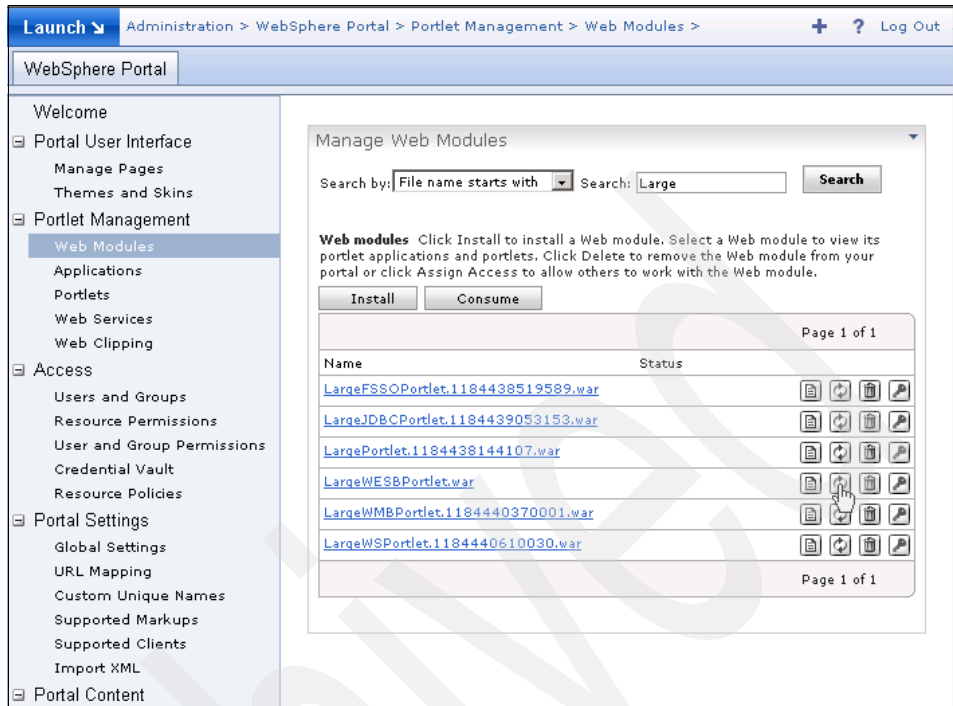 Launch Administration > WebSphere Portal > Portlet Management > Web Modules > + ? Log Out
WebSphere Portal
Welcome
Portal User Interface
Manage Pages
Themes and Skins
Portlet Management
Web Modules
Applications
Portlets
Web Services
Web Clipping
Access
Users and Groups
Resource Permissions
User and Group Permissions
Credential Vault
Resource Policies
Portal Settings
Global Settings
URL Mapping
Custom Unique Names
Supported Markups
Supported Clients
Import XML
Portal Content
Manage Web Modules
Search by: File name starts with Search: Large Search
Web modules Click Install to install a Web module. Select a Web module to view its
portlet applications and portlets. Click Delete to remove the Web module from your
portal or click Assign Access to allow others to work with the Web module.
Install Consume
Page 1 of 1
Name Status
LargeFSSOPortlet.1184438519589.war
LargeJDBCPortlet.1184439053153.war
LargePortlet.1184438144107.war
LargeWESBPortlet.war
LargeWMBPortlet.1184440370001.war
LargeWSPortlet.1184440610030.war
Page 1 of 1